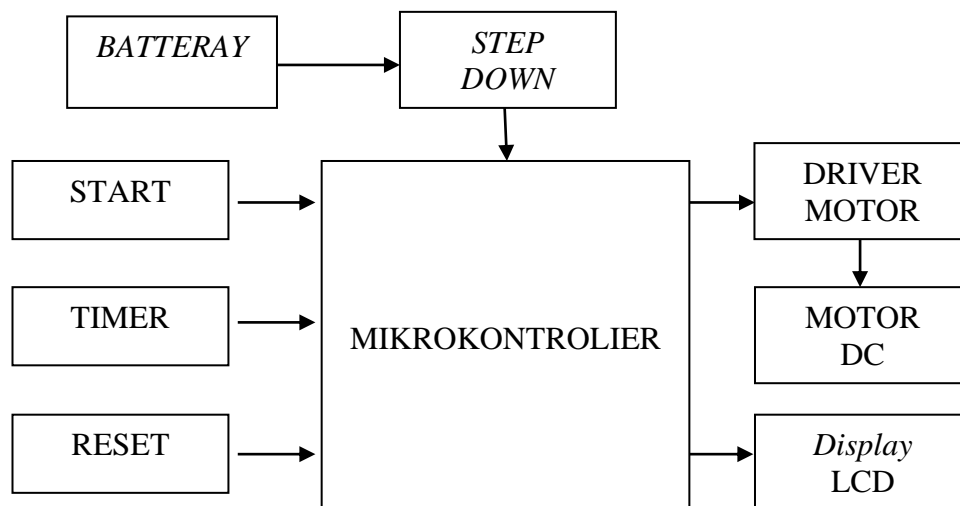 BATTERAY
STEP
DOWN
START
DRIVER
MOTOR
TIMER
MIKROKONTROLIER
MOTOR
DC
RESET
Display
LCD